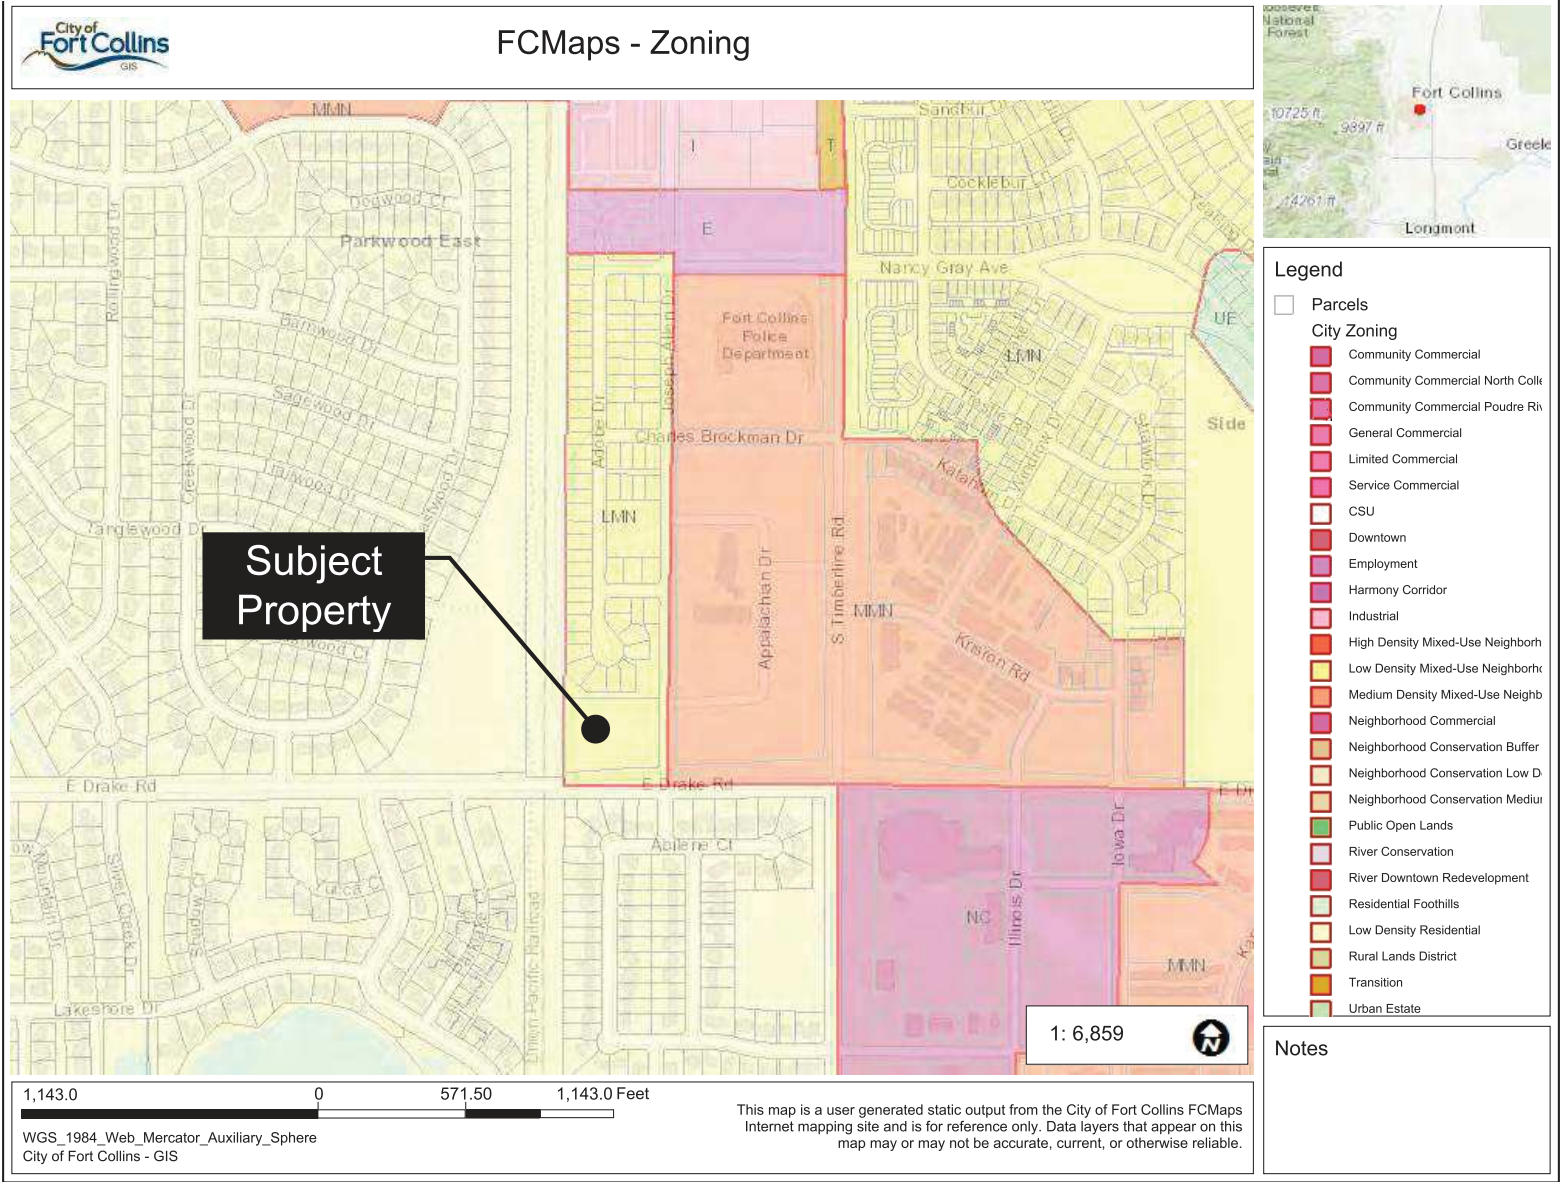 City of
Fort Collins
GIS
FCMaps - Zoning
National
Forest
Fort Collins
10725 ft
9897 ft
Greele
14261 ft
Longmont
MMN
I
T
Sandbur
Cocklebur
Dogwood Ct
Parkwood East
Rollingwood Dr
E
Nancy Gray Ave
UE
Fort Collins
Police
Department
Barnwood Dr
Joseph Allen Dr
LMN
Sagewood Dr
Creekwood Dr
Adobe Dr
Charles Brockman Dr
Side
Katahdin
Tanglewood Dr
LMN
S Timberline Rd
Appalachan Dr
MMN
Kristen Rd
Subject
Property
E Drake Rd
E Drake Rd
Abilene Ct
Iowa Dr
Illinois Dr
NC
MMN
Union Pacific Railroad
Lakeshore Dr
1: 6,859
N
Legend
Parcels
City Zoning
Community Commercial
Community Commercial North Colle
Community Commercial Poudre Riv
General Commercial
Limited Commercial
Service Commercial
CSU
Downtown
Employment
Harmony Corridor
Industrial
High Density Mixed-Use Neighborh
Low Density Mixed-Use Neighborho
Medium Density Mixed-Use Neighb
Neighborhood Commercial
Neighborhood Conservation Buffer
Neighborhood Conservation Low D
Neighborhood Conservation Medium
Public Open Lands
River Conservation
River Downtown Redevelopment
Residential Foothills
Low Density Residential
Rural Lands District
Transition
Urban Estate
Notes
1,143.0
0
571.50
1,143.0 Feet
WGS_1984_Web_Mercator_Auxiliary_Sphere
City of Fort Collins - GIS
This map is a user generated static output from the City of Fort Collins FCMaps
Internet mapping site and is for reference only. Data layers that appear on this
map may or may not be accurate, current, or otherwise reliable.